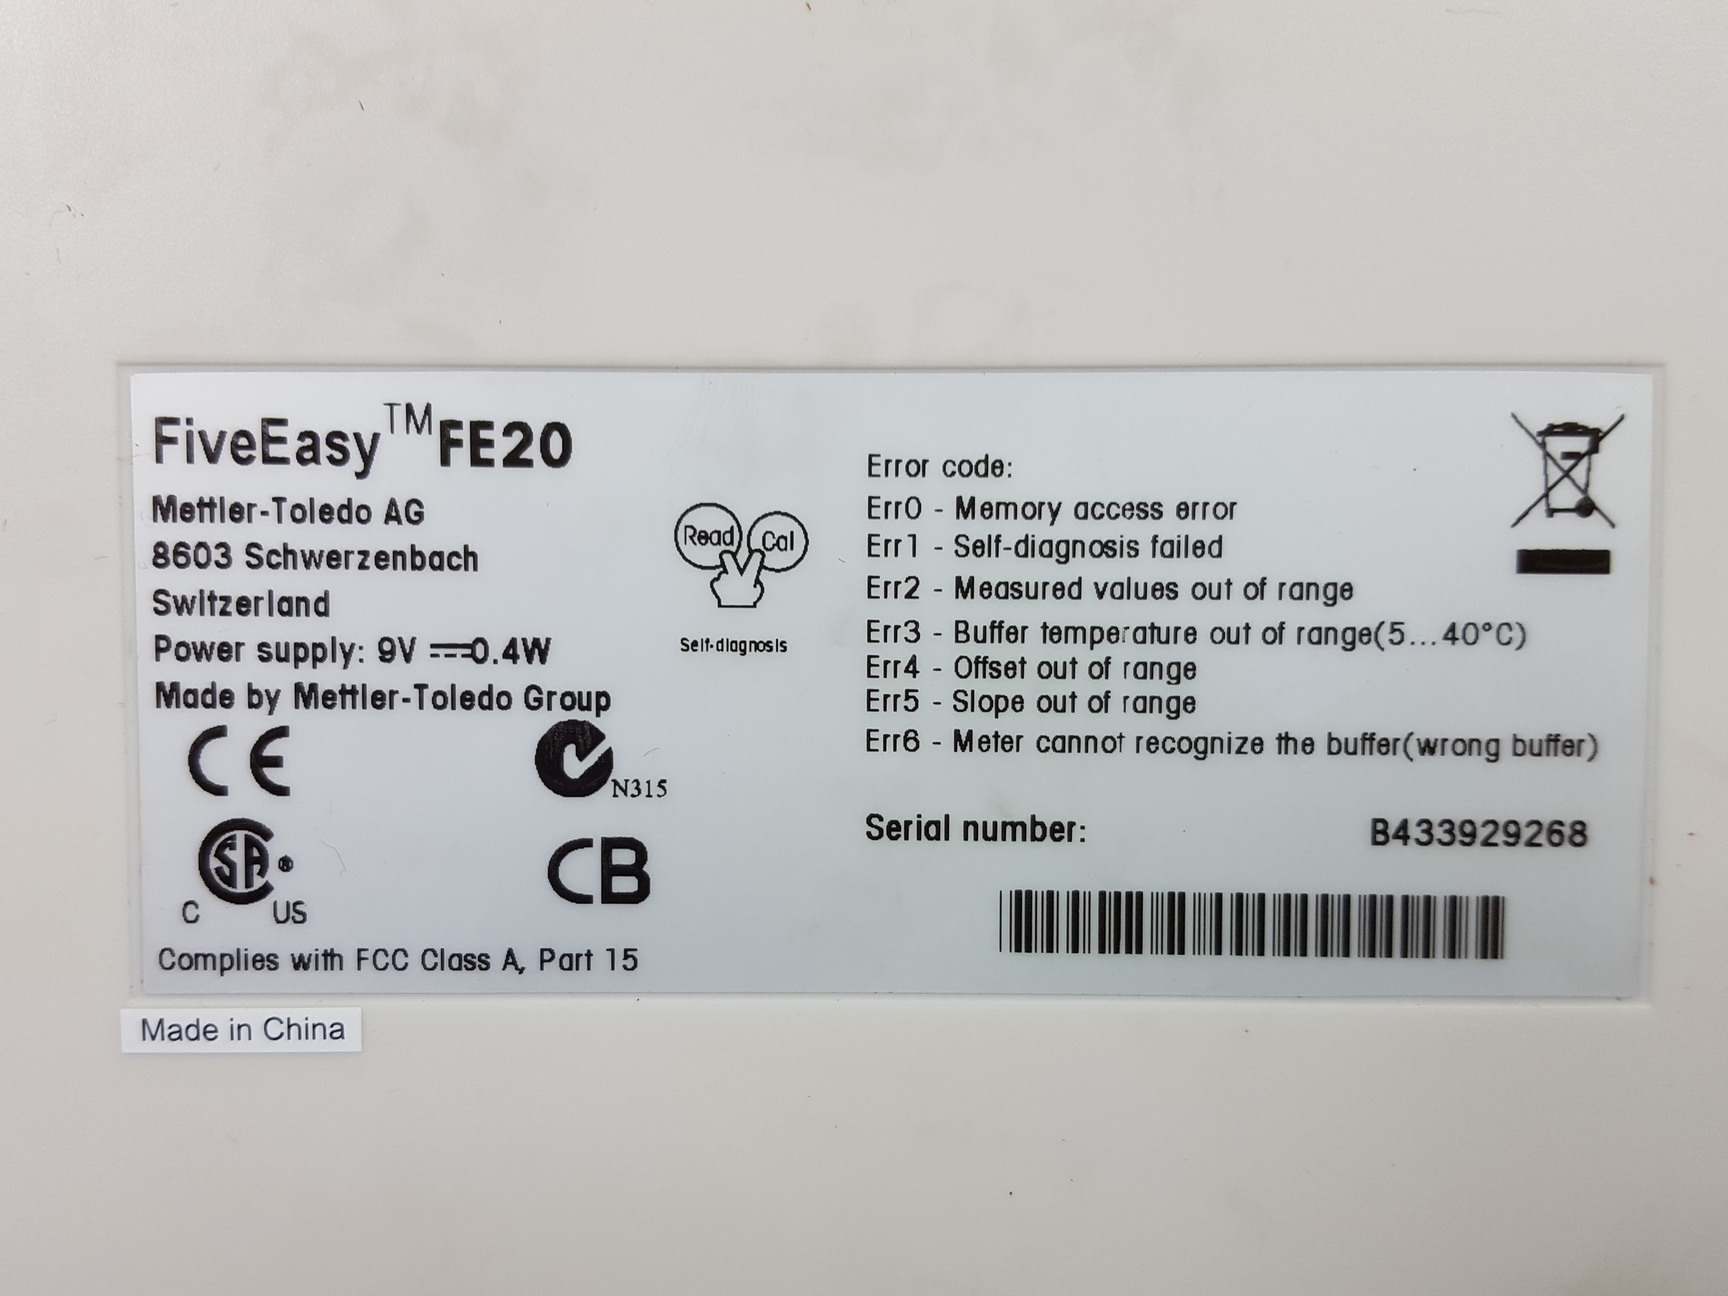 FiveEasy™FE20
Mettler-Toledo AG
8603 Schwerzenbach
Switzerland
Power supply: 9V ⎓0.4W
Made by Mettler-Toledo Group
CE
N315
SA®
C US
CB
Complies with FCC Class A, Part 15
Read Cal
Self-diagnosis
Error code:
Err0 - Memory access error
Err1 - Self-diagnosis failed
Err2 - Measured values out of range
Err3 - Buffer temperature out of range(5...40°C)
Err4 - Offset out of range
Err5 - Slope out of range
Err6 - Meter cannot recognize the buffer(wrong buffer)
Serial number: B433929268
Made in China